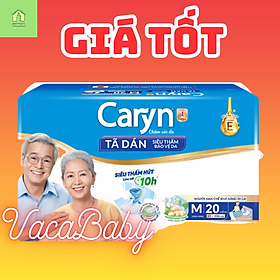 GIÁ TỐT
Caryn
Chăm sóc da
E
TÃ DÁN
SIÊU THẤM
BẢO VỆ DA
SIÊU THẤM HÚT
10h
M 20
VacaBaby